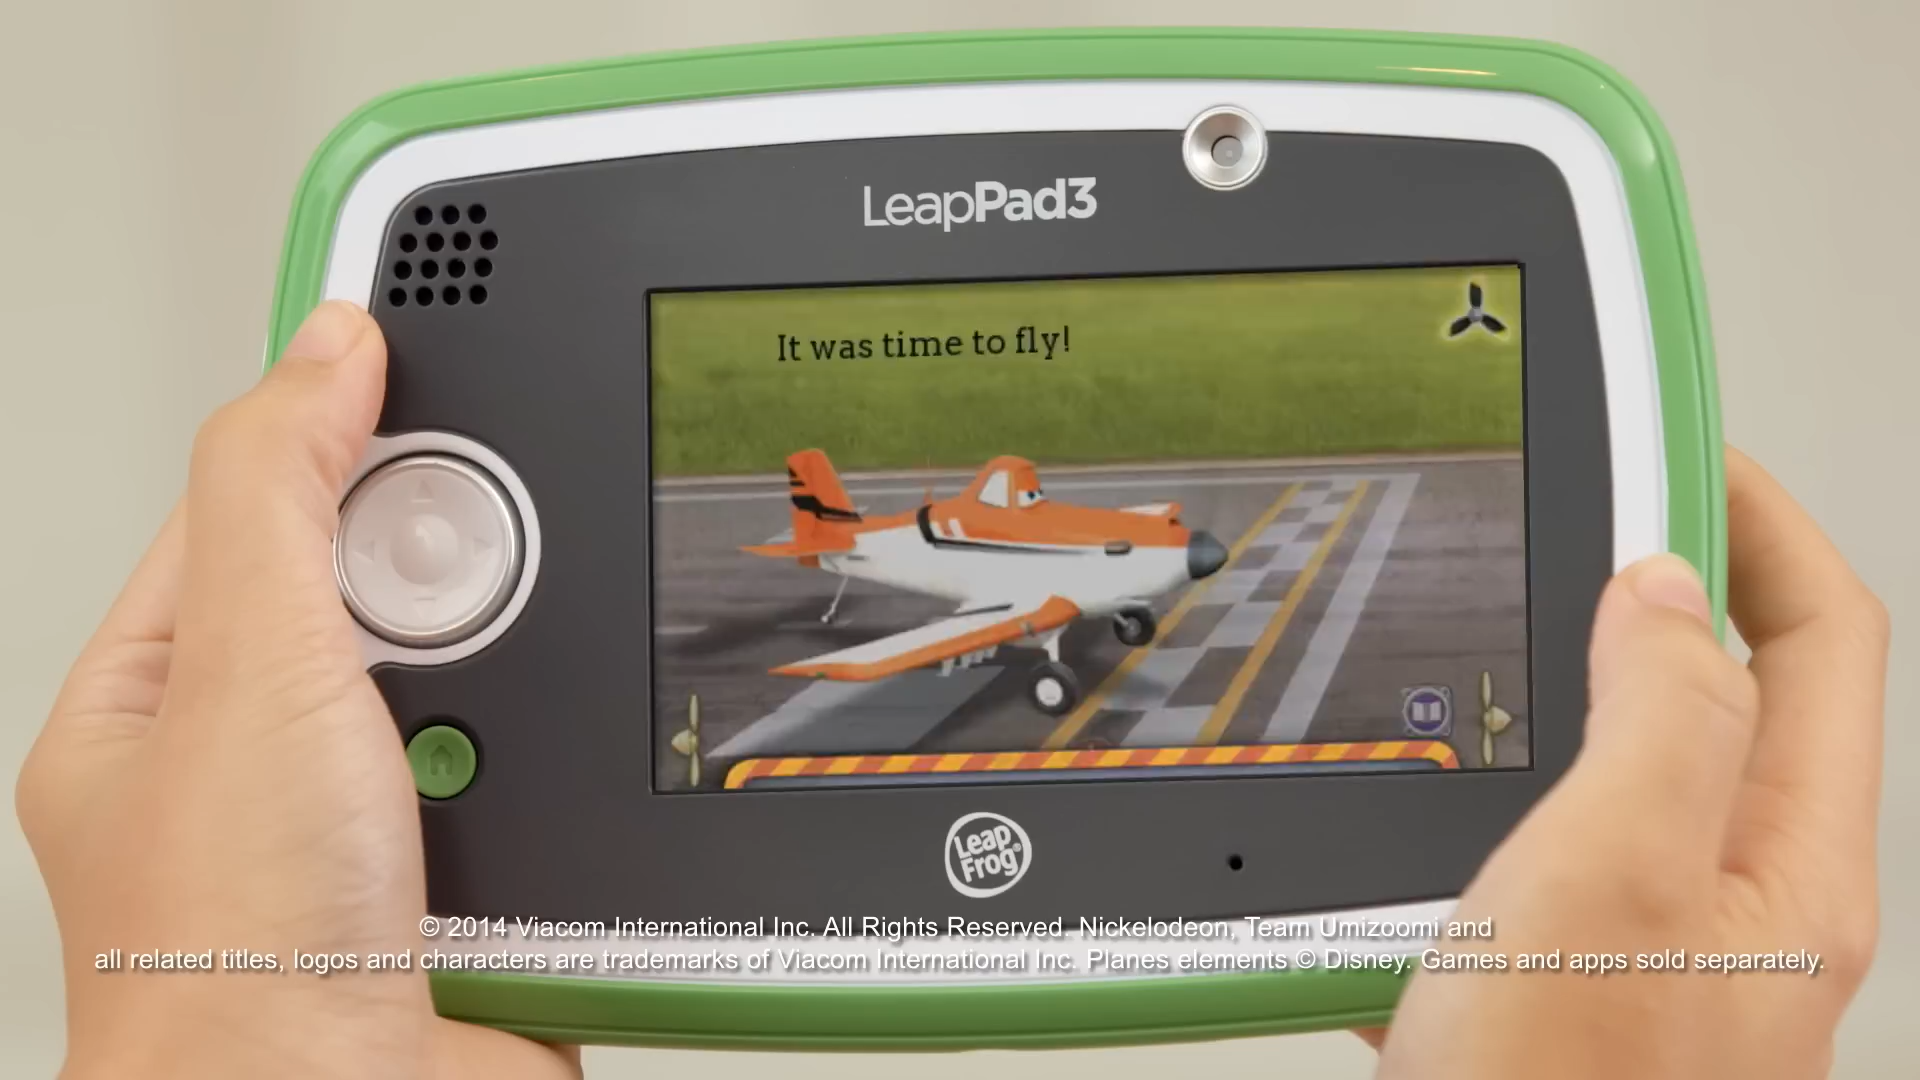 LeapPad3
It was time to fly!
Leap
Frog®
© 2014 Viacom International Inc. All Rights Reserved. Nickelodeon, Team Umizoomi and
all related titles, logos and characters are trademarks of Viacom International Inc. Planes elements © Disney. Games and apps sold separately.